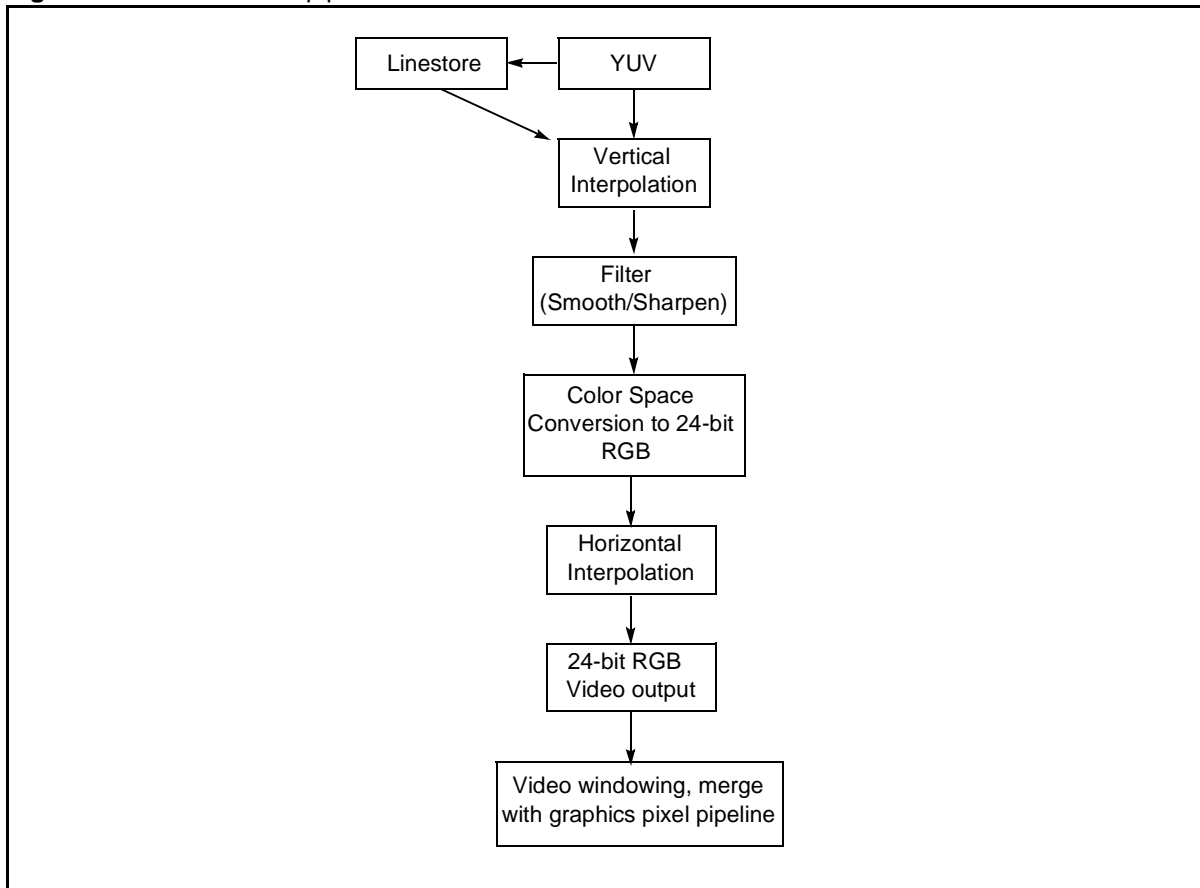 Linestore
YUV
Vertical
Interpolation
Filter
(Smooth/Sharpen)
Color Space
Conversion to 24-bit
RGB
Horizontal
Interpolation
24-bit RGB
Video output
Video windowing, merge
with graphics pixel pipeline